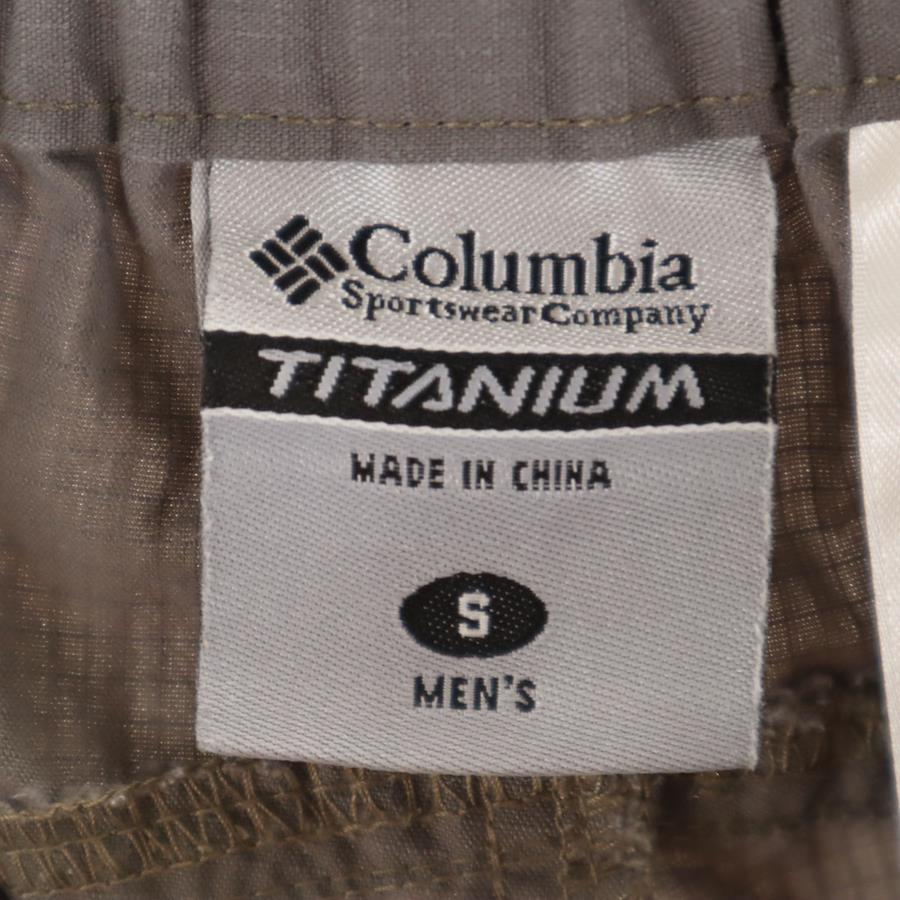 Columbia
Sportswear Company
TITANIUM
MADE IN CHINA
S
MEN'S